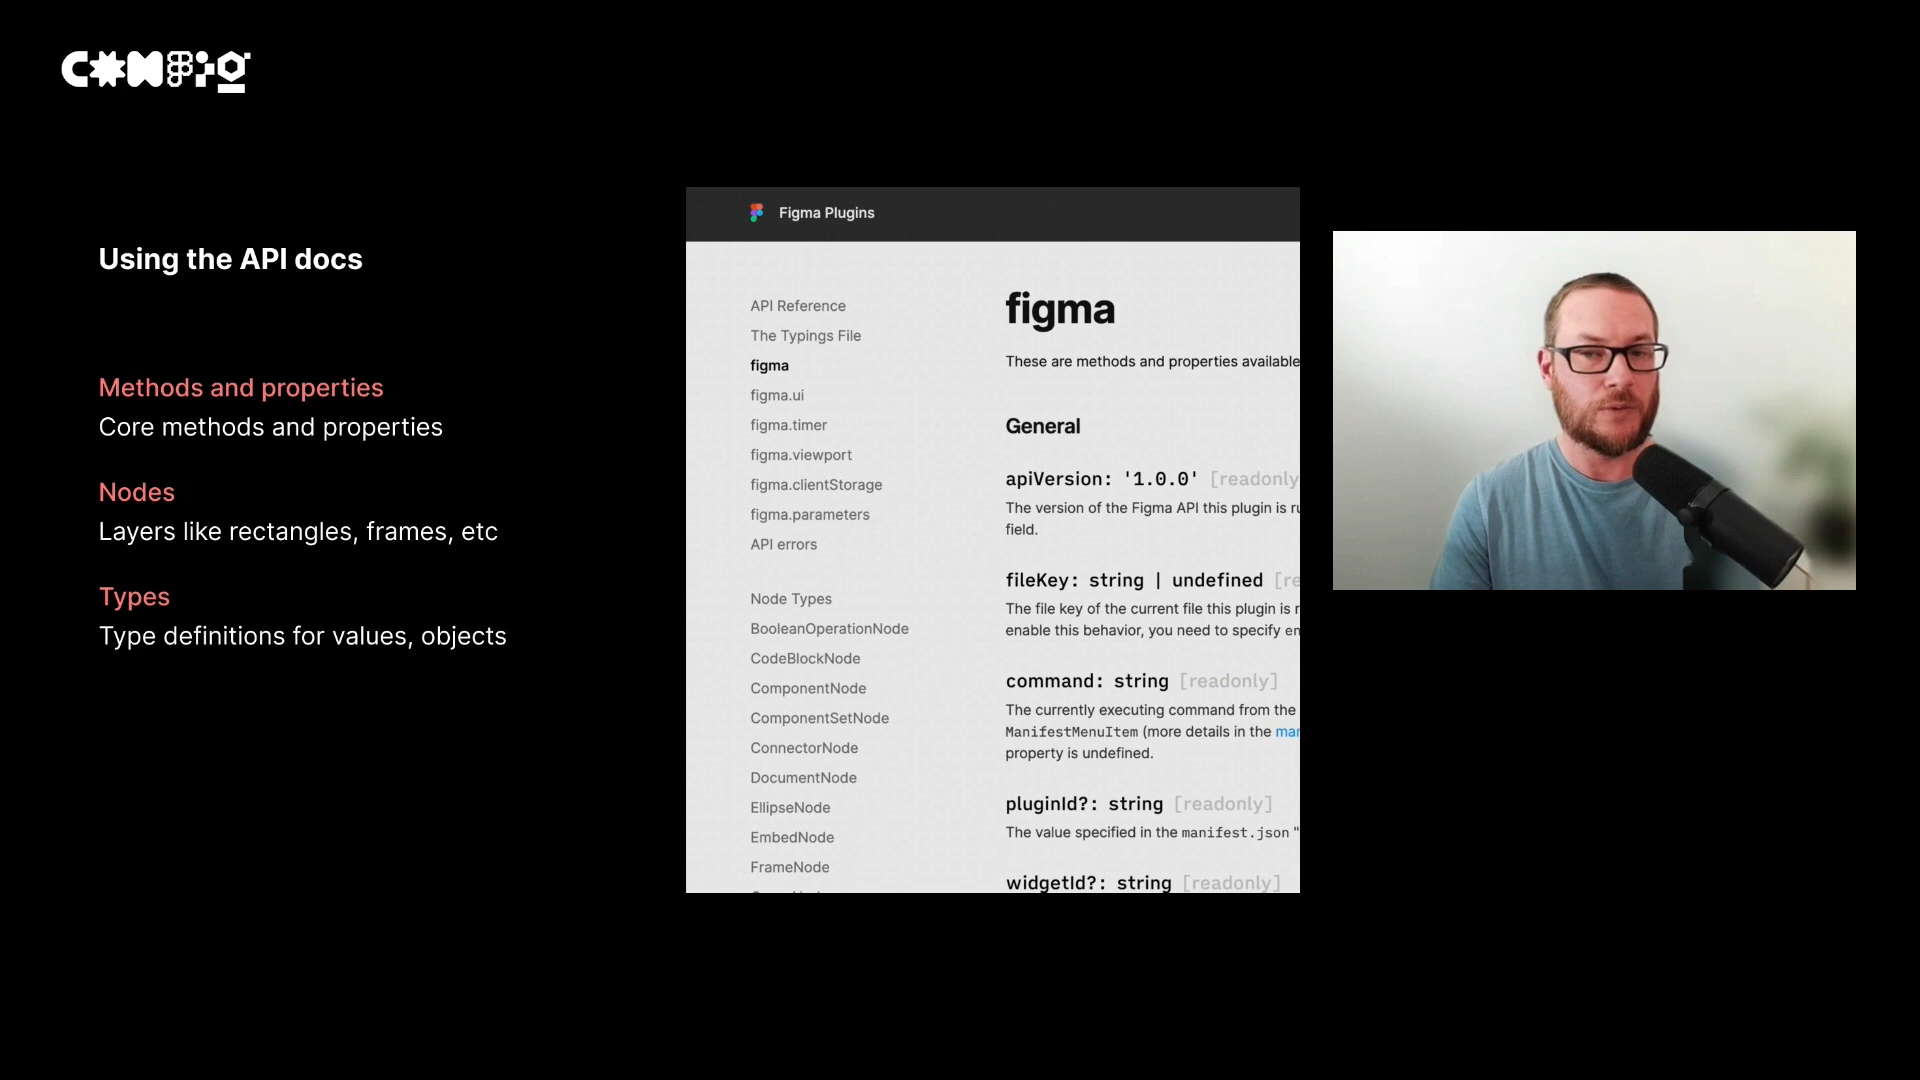 CONFIG
Using the API docs
Methods and properties
Core methods and properties
Nodes
Layers like rectangles, frames, etc
Types
Type definitions for values, objects
Figma Plugins
API Reference
The Typings File
figma
figma.ui
figma.timer
figma.viewport
figma.clientStorage
figma.parameters
API errors
Node Types
BooleanOperationNode
CodeBlockNode
ComponentNode
ComponentSetNode
ConnectorNode
DocumentNode
EllipseNode
EmbedNode
FrameNode
figma
These are methods and properties available
General
apiVersion: '1.0.0' [readonly
The version of the Figma API this plugin is ru
field.
fileKey: string | undefined [re
The file key of the current file this plugin is r
enable this behavior, you need to specify en
command: string [readonly]
The currently executing command from the
ManifestMenuItem (more details in the mar
property is undefined.
pluginId?: string [readonly]
The value specified in the manifest.json "
widgetId?: string [readonly]